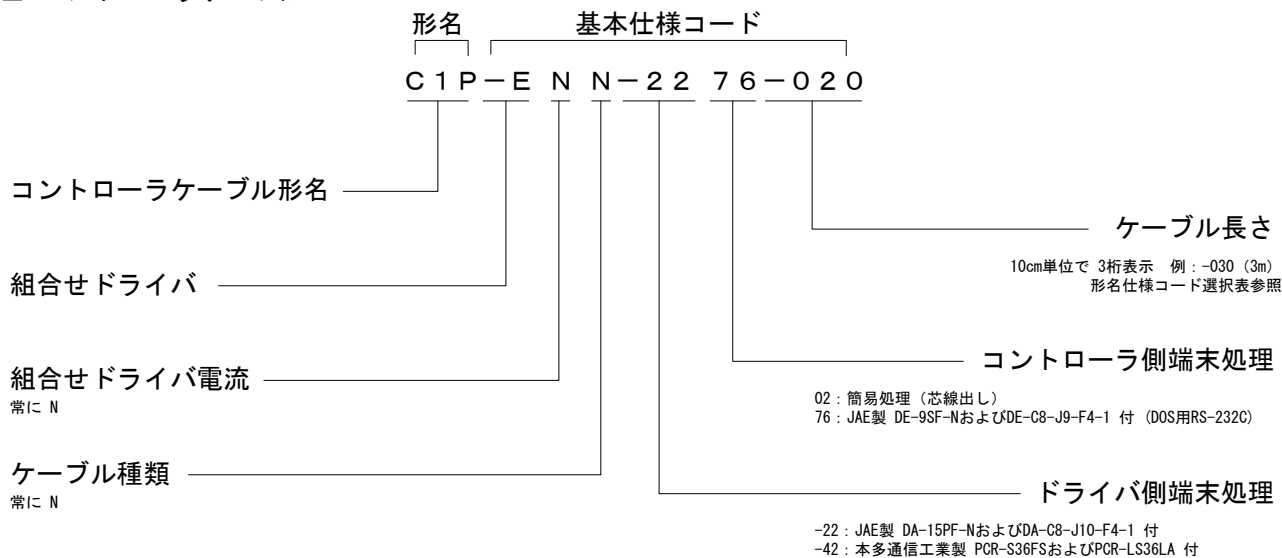 形名 基本仕様コード
C1P-ENN-2276-020
コントローラケーブル形名
ケーブル長さ
10cm単位で 3桁表示 例：-030（3m）
形名仕様コード選択表参照
組合せドライバ
コントローラ側端末処理
02：簡易処理（芯線出し）
76：JAE製 DE-9SF-NおよびDE-C8-J9-F4-1 付（DOS用RS-232C）
組合せドライバ電流
常に N
ケーブル種類
常に N
ドライバ側端末処理
-22：JAE製 DA-15PF-NおよびDA-C8-J10-F4-1 付
-42：本多通信工業製 PCR-S36FSおよびPCR-LS36LA 付